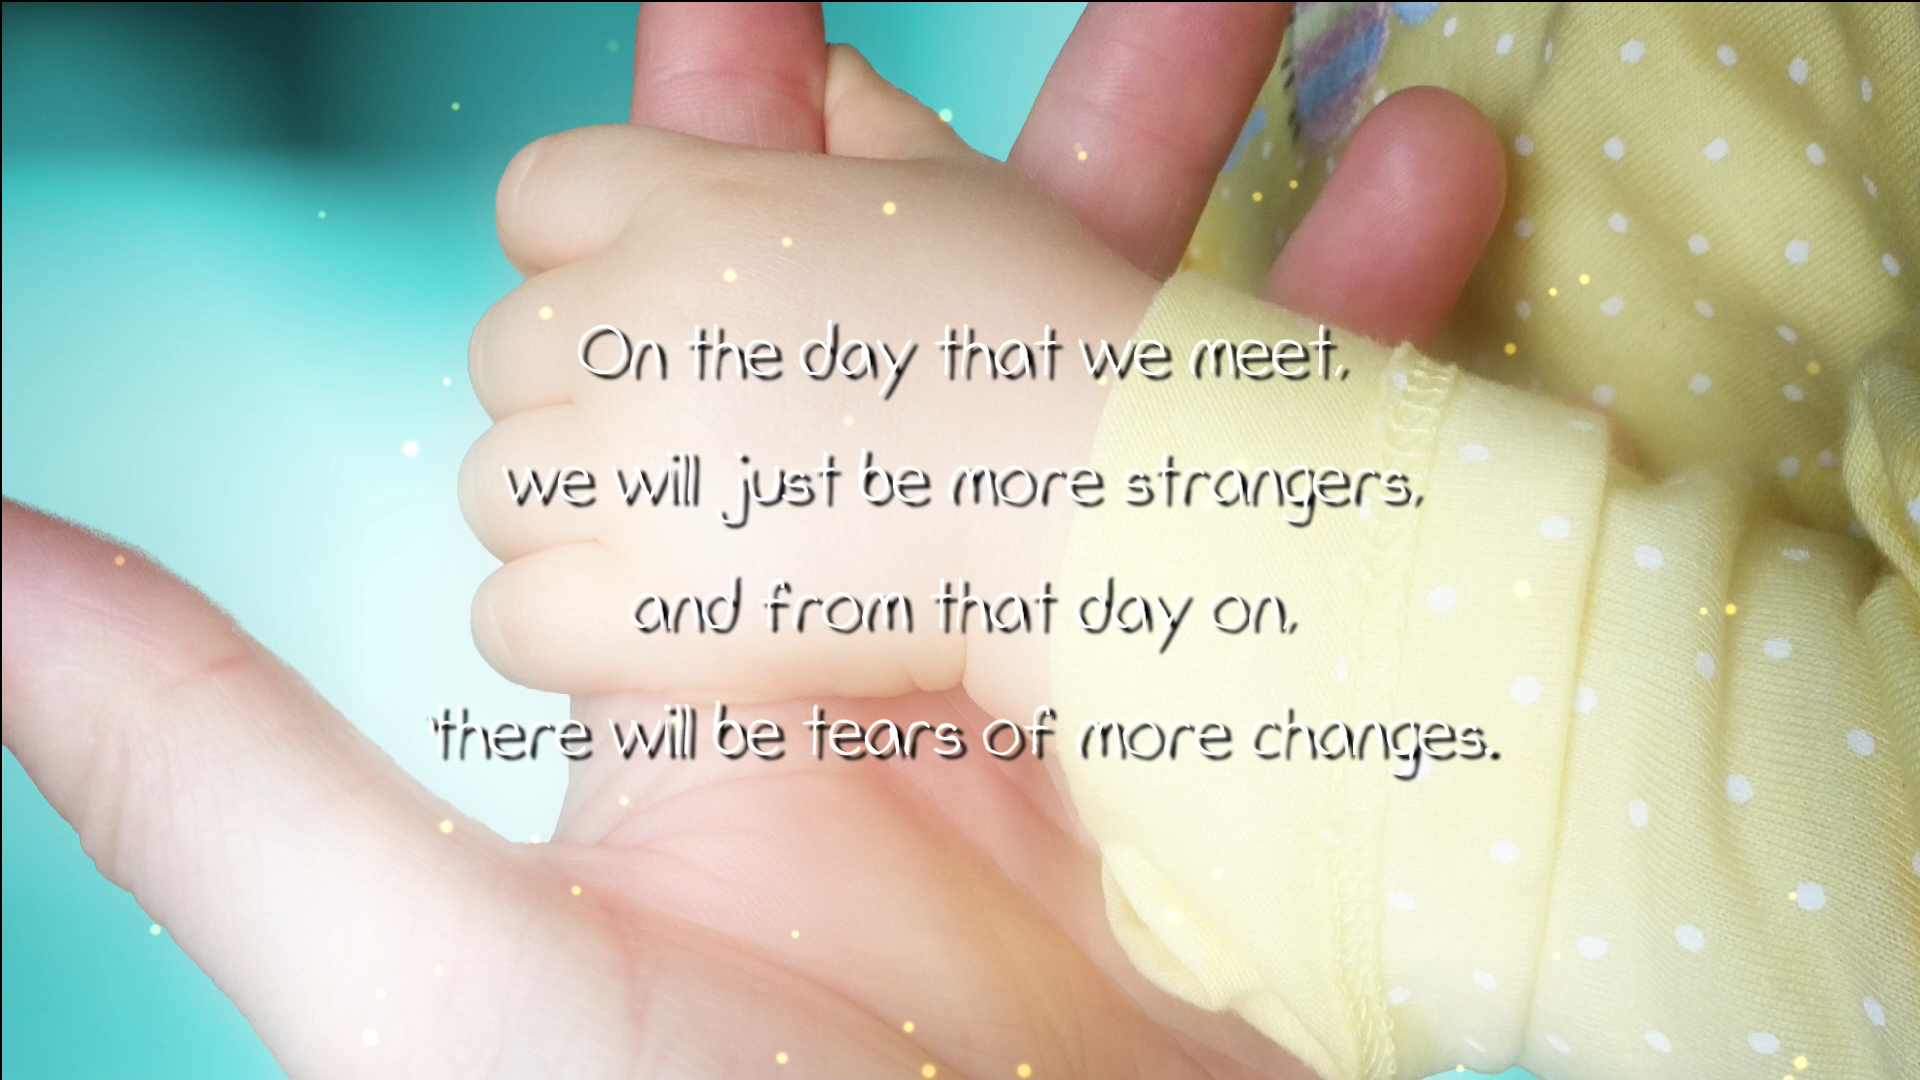 On the day that we meet,
we will just be more strangers,
and from that day on,
there will be tears of more changes.